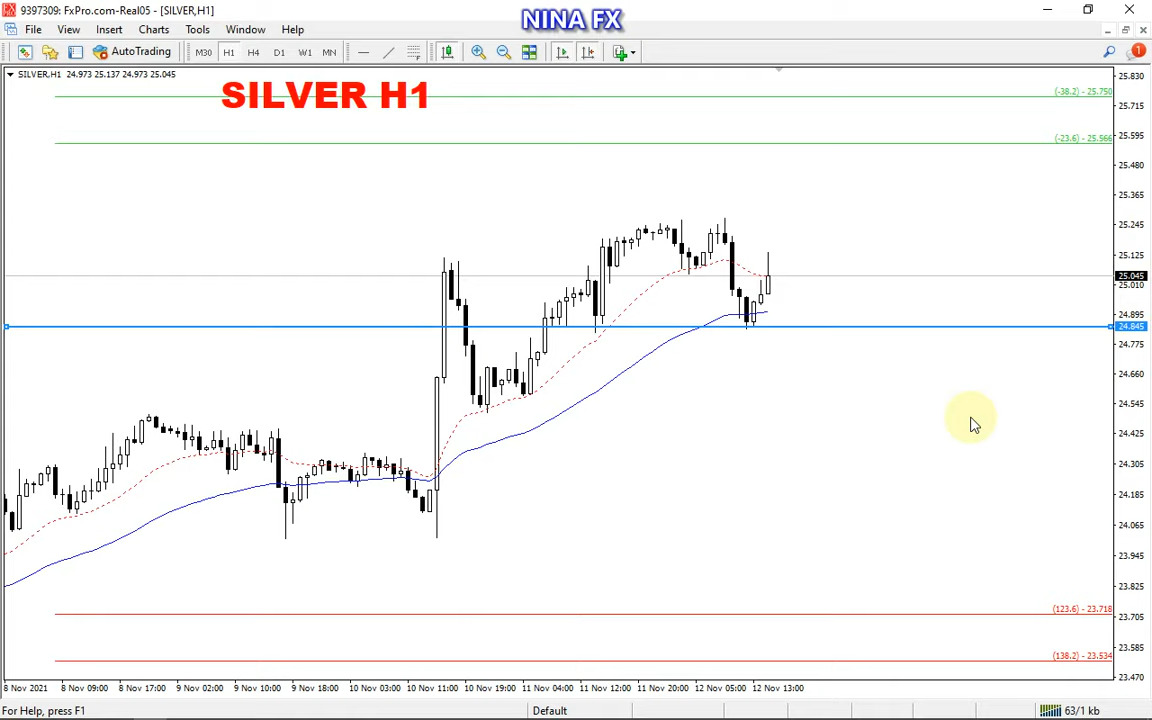 9397309: FxPro.com-Real05 - [SILVER,H1]
NINA FX
File View Insert Charts Tools Window Help
AutoTrading M30 H1 H4 D1 W1 MN 1
SILVER,H1 24.973 25.137 24.973 25.045
SILVER H1
25.830
(-38.2) - 25.750
25.715
25.595
(-23.6) - 25.566
25.480
25.365
25.245
25.125
25.045
25.010
24.895
24.845
24.775
24.660
24.545
24.425
24.305
24.185
24.065
23.945
23.825
23.705
(123.6) - 23.718
23.585
(138.2) - 23.534
23.470
8 Nov 2021 8 Nov 09:00 8 Nov 17:00 9 Nov 02:00 9 Nov 10:00 9 Nov 18:00 10 Nov 03:00 10 Nov 11:00 10 Nov 19:00 11 Nov 04:00 11 Nov 12:00 11 Nov 20:00 12 Nov 05:00 12 Nov 13:00
For Help, press F1 Default 63/1 kb